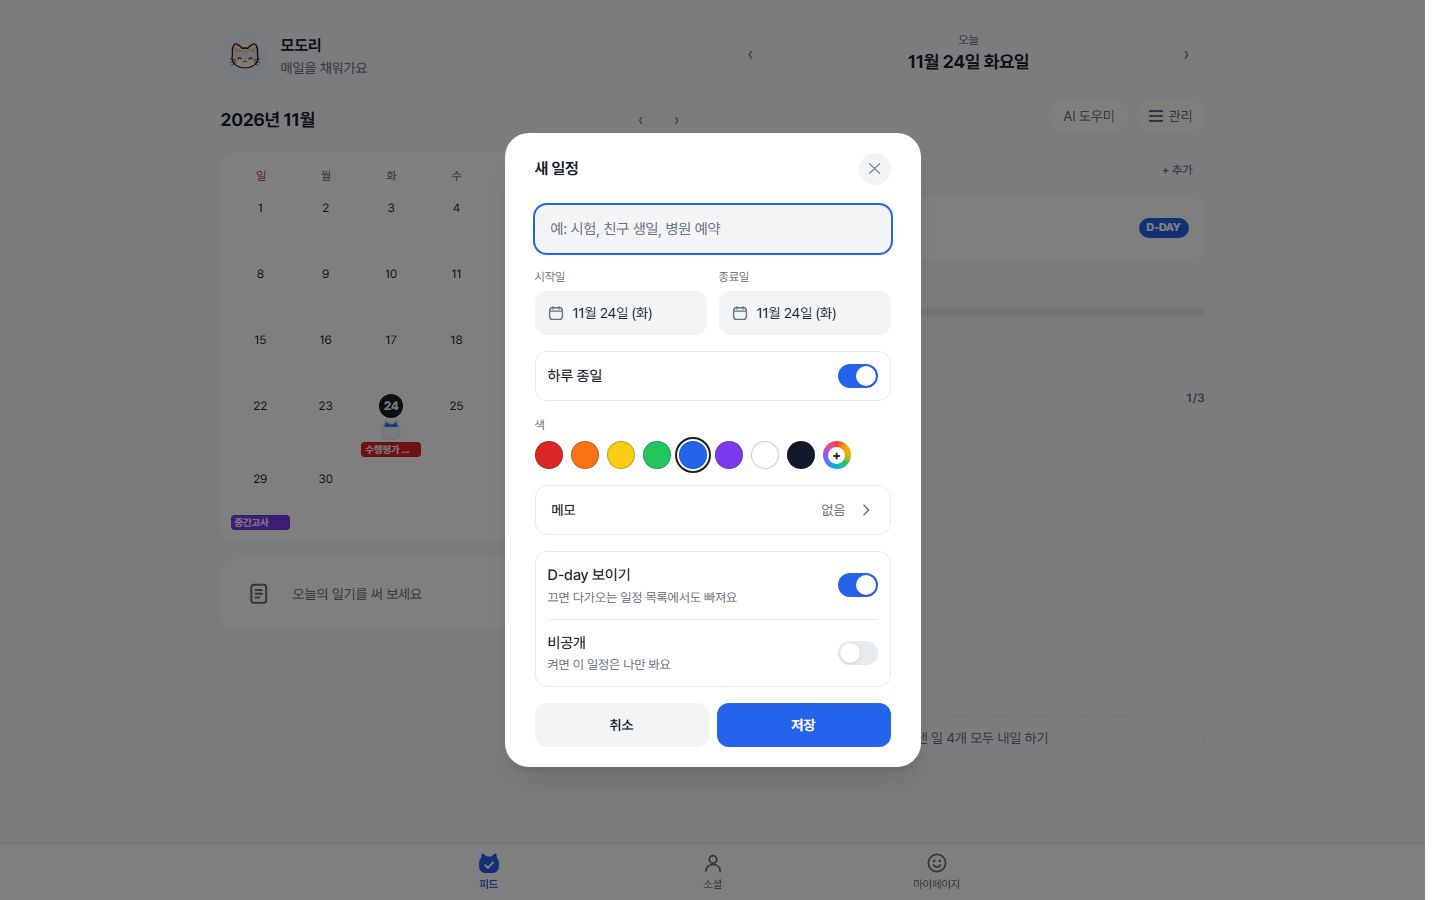 모도리
매일을 채워가요
오늘
11월 24일 화요일
2026년 11월
AI 도우미
관리
일 월 화 수
+ 추가
1 2 3 4
D-DAY
8 9 10 11
15 16 17 18
1/3
22 23 24 25
수행평가 ...
29 30
중간고사
오늘의 일기를 써 보세요
새 일정
예: 시험, 친구 생일, 병원 예약
시작일 종료일
11월 24일 (화) 11월 24일 (화)
하루 종일
색
메모 없음
D-day 보이기
끄면 다가오는 일정 목록에서도 빠져요
비공개
켜면 이 일정은 나만 봐요
취소 저장
일 4개 모두 내일 하기
피드 소셜 마이페이지